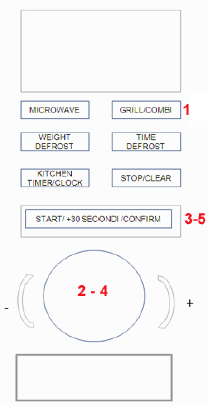 MICROWAVE GRILL/COMBI 1
WEIGHT DEFROST TIME DEFROST
KITCHEN TIMER/CLOCK STOP/CLEAR
START/ +30 SECONDI /CONFIRM 3-5
2 - 4
- +